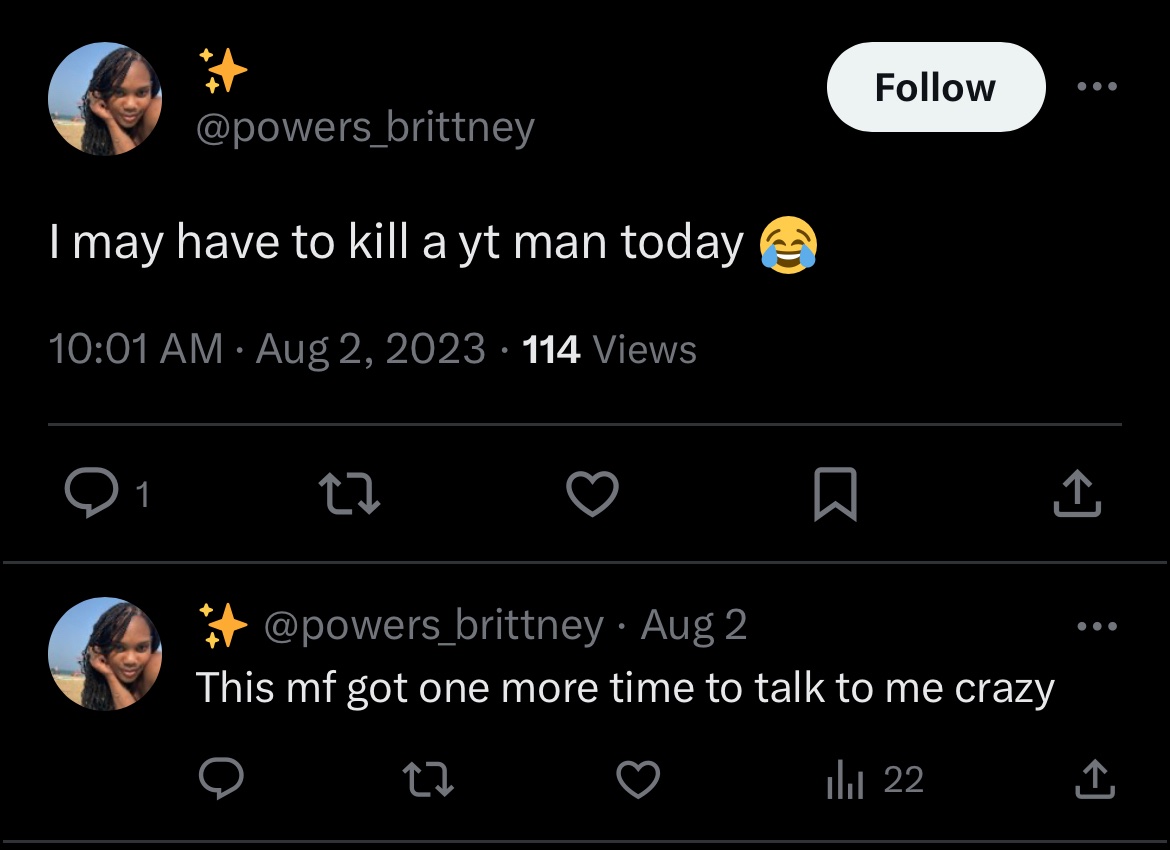 ✨
@powers_brittney
Follow
I may have to kill a yt man today 😂
10:01 AM · Aug 2, 2023 · 114 Views
1
✨ @powers_brittney · Aug 2
This mf got one more time to talk to me crazy
22